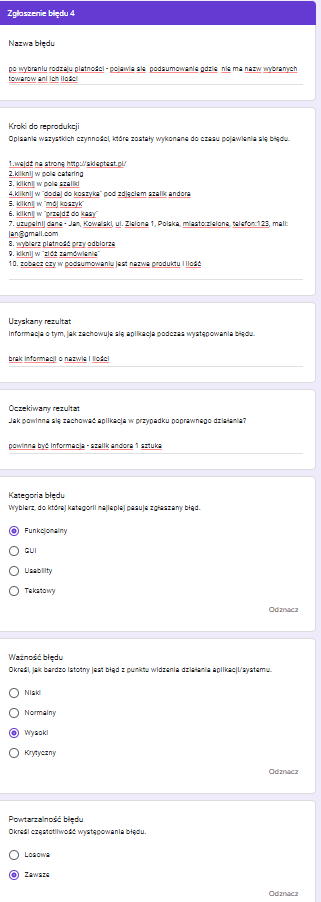 Zgłoszenie błędu 4
Nazwa błędu
po wybraniu rodzaju płatności - pojawia się podsumowanie gdzie nie ma nazw wybranych
towarow ani ich ilości
Kroki do reprodukcji
Opisanie wszystkich czynności, które zostały wykonane do czasu pojawienia się błędu.
1.wejdź na stronę http://skleptest.pl/
2.kliknij w pole catering
3. kliknij w pole szaliki
4.kliknij w "dodaj do koszyka" pod zdjęciem szalik andora
5. kliknij w "mój koszyk"
6. kliknij w "przejdź do kasy"
7. uzupełnij dane - Jan, Kowalski, ul. Zielona 1, Polska, miasto:zielone, telefon:123, mail:
jan@gmail.com
8. wybierz płatność przy odbiorze
9. kliknij w "złóż zamówienie"
10. zobacz czy w podsumowaniu jest nazwa produktu i ilość
Uzyskany rezultat
Informacja o tym, jak zachowuje się aplikacja podczas występowania błędu.
brak informacji o nazwie i ilości
Oczekiwany rezultat
Jak powinna się zachować aplikacja w przypadku poprawnego działania?
powinna być informacja - szalik andora 1 sztuka
Kategoria błędu
Wybierz, do której kategorii najlepiej pasuje zgłaszany błąd.
Funkcjonalny
GUI
Usability
Tekstowy
Odznacz
Ważność błędu
Określ, jak bardzo istotny jest błąd z punktu widzenia działania aplikacji/systemu.
Niski
Normalny
Wysoki
Krytyczny
Odznacz
Powtarzalność błędu
Określ częstotliwość występowania błędu.
Losowa
Zawsze
Odznacz